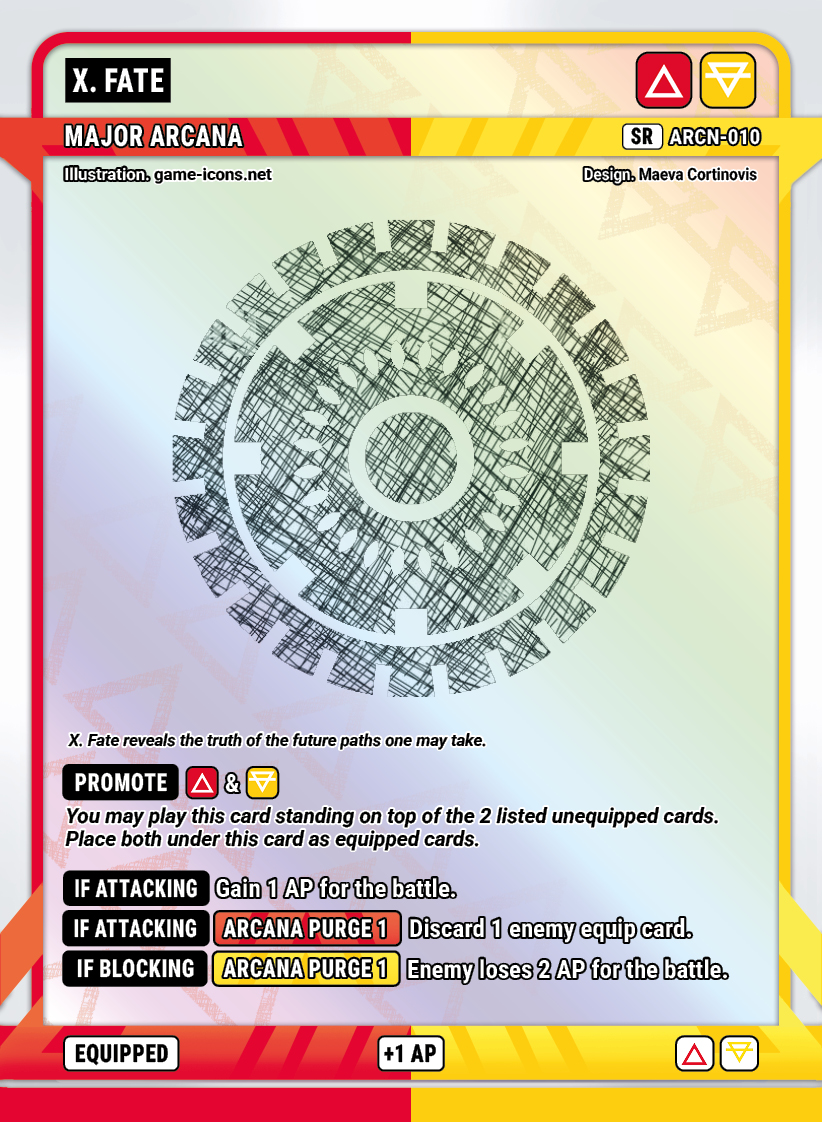 X. FATE
MAJOR ARCANA
SR ARCN-010
Illustration. game-icons.net
Design. Maeva Cortinovis
X. Fate reveals the truth of the future paths one may take.
PROMOTE &
You may play this card standing on top of the 2 listed unequipped cards.
Place both under this card as equipped cards.
IF ATTACKING Gain 1 AP for the battle.
IF ATTACKING ARCANA PURGE 1 Discard 1 enemy equip card.
IF BLOCKING ARCANA PURGE 1 Enemy loses 2 AP for the battle.
EQUIPPED
+1 AP